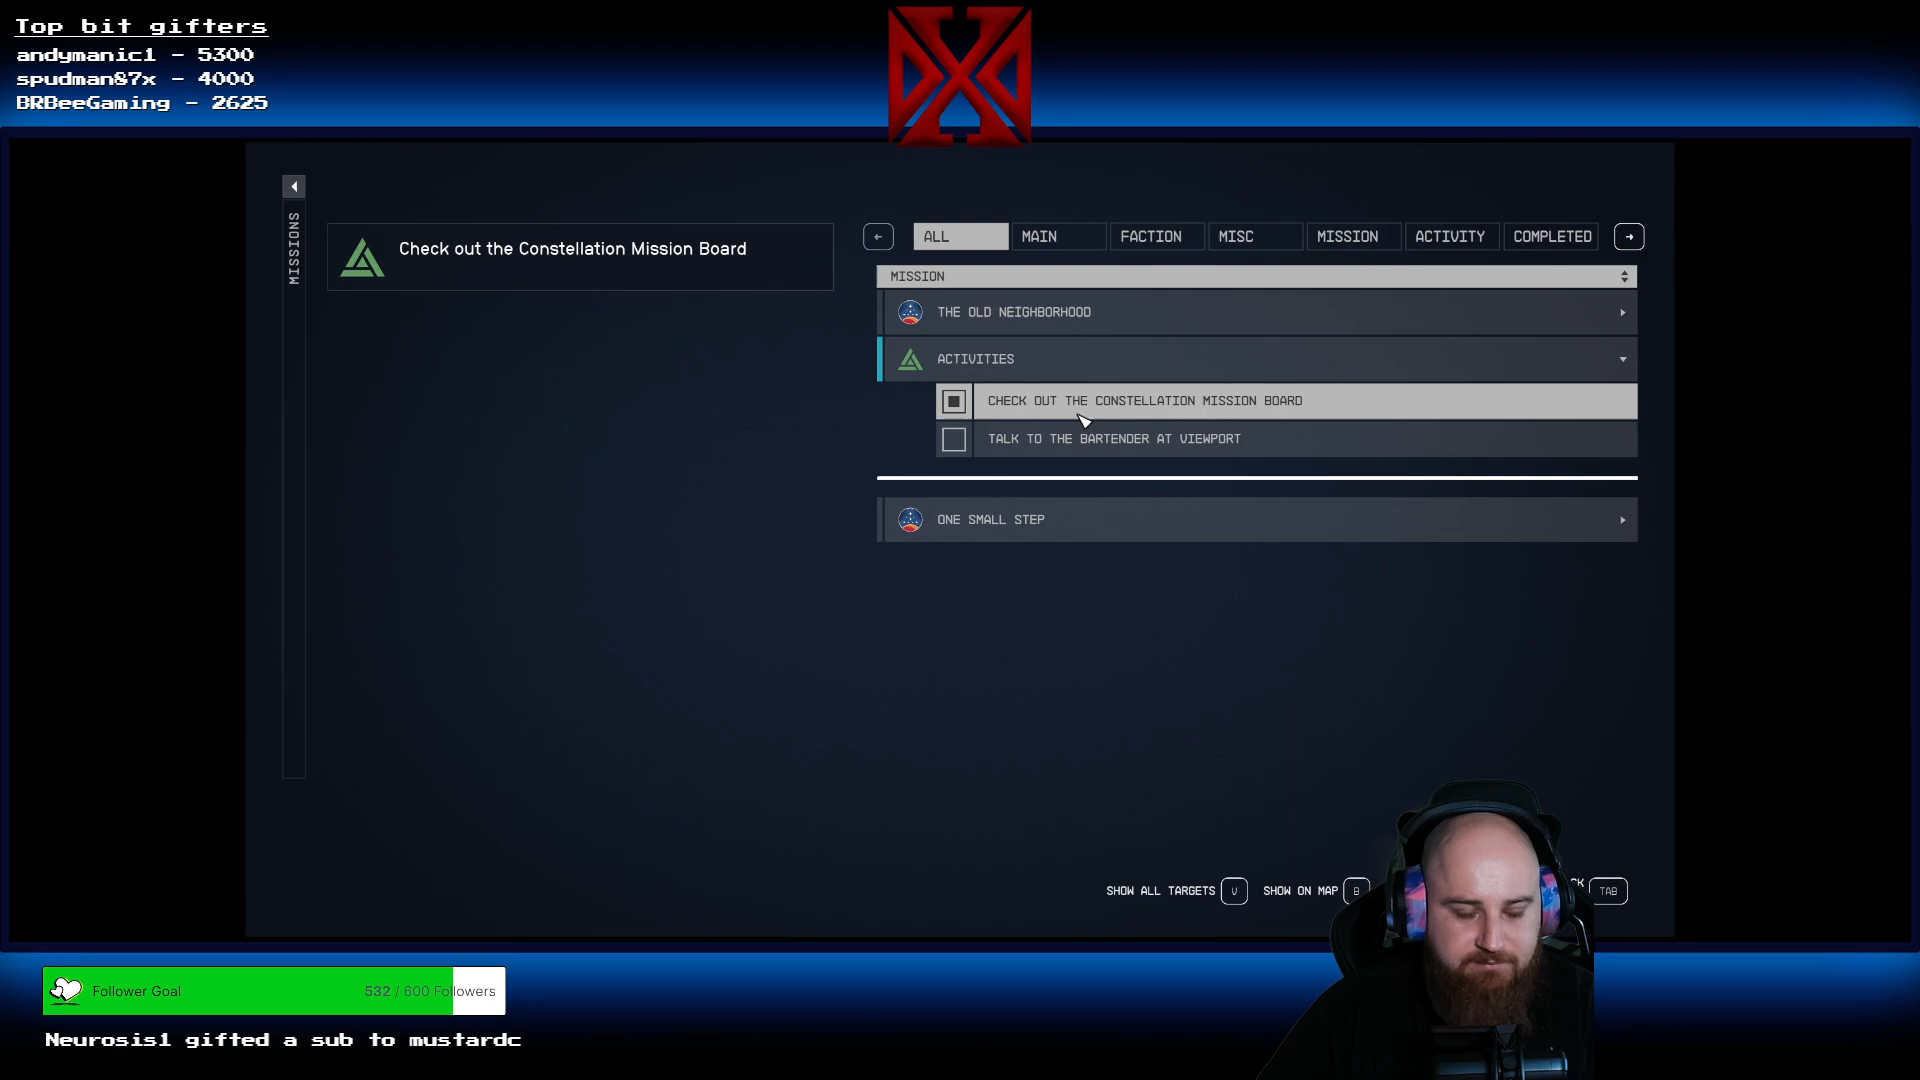 Top bit gifters
andymanic1 - 5300
spudman87x - 4000
BRBeeGaming - 2625
MISSIONS
Check out the Constellation Mission Board
ALL MAIN FACTION MISC MISSION ACTIVITY COMPLETED
MISSION
THE OLD NEIGHBORHOOD
ACTIVITIES
CHECK OUT THE CONSTELLATION MISSION BOARD
TALK TO THE BARTENDER AT VIEWPORT
ONE SMALL STEP
SHOW ALL TARGETS V SHOW ON MAP B TAB
Follower Goal 532 / 600 Followers
Neurosis1 gifted a sub to mustardc